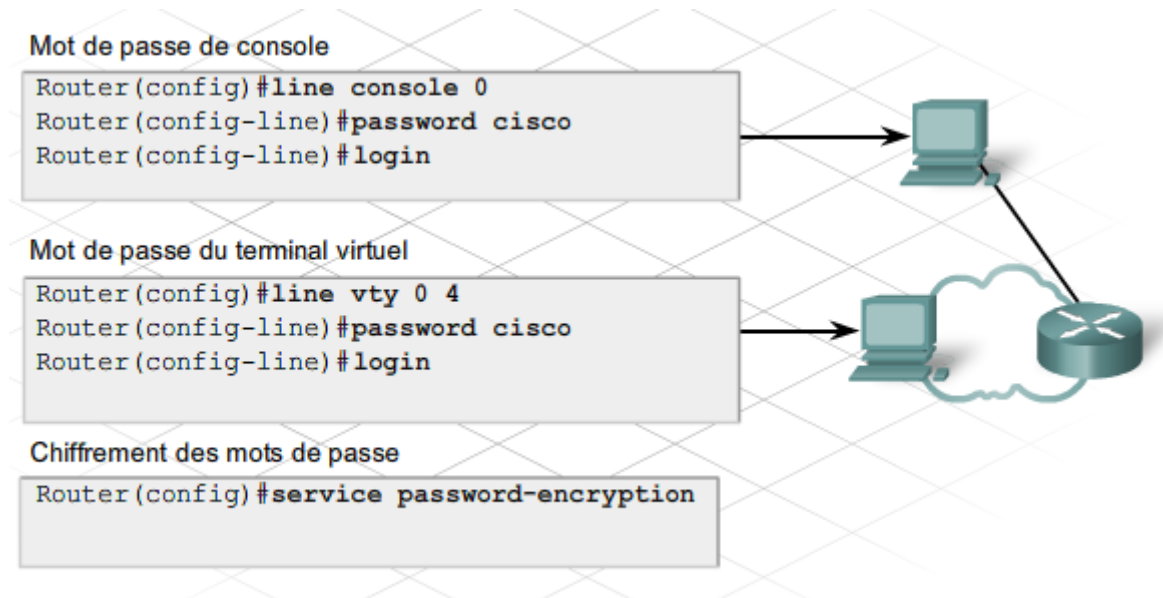 Mot de passe de console
Router(config)#line console 0
Router(config-line)#password cisco
Router(config-line)#login
Mot de passe du terminal virtuel
Router(config)#line vty 0 4
Router(config-line)#password cisco
Router(config-line)#login
Chiffrement des mots de passe
Router(config)#service password-encryption